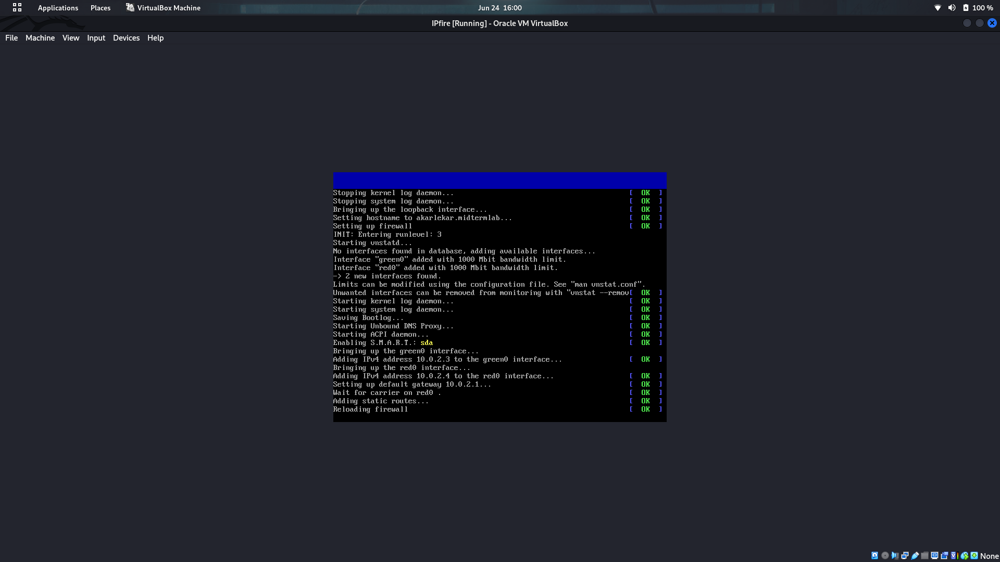 Applications Places VirtualBox Machine Jun 24 16:00 100 %
IPfire [Running] - Oracle VM VirtualBox
File Machine View Input Devices Help
Stopping kernel log daemon... [ OK ]
Stopping system log daemon... [ OK ]
Bringing up the loopback interface... [ OK ]
Setting hostname to akarlekar.midtermlab... [ OK ]
Setting up firewall [ OK ]
INIT: Entering runlevel: 3
Starting vnstatd...
No interfaces found in database, adding available interfaces...
Interface "green0" added with 1000 Mbit bandwidth limit.
Interface "red0" added with 1000 Mbit bandwidth limit.
-> 2 new interfaces found.
Limits can be modified using the configuration file. See "man vnstat.conf".
Unwanted interfaces can be removed from monitoring with "vnstat --remov[ OK ]
Starting kernel log daemon... [ OK ]
Starting system log daemon... [ OK ]
Saving Bootlog... [ OK ]
Starting Unbound DNS Proxy... [ OK ]
Starting ACPI daemon... [ OK ]
Enabling S.M.A.R.T.: sda [ OK ]
Bringing up the green0 interface...
Adding IPv4 address 10.0.2.3 to the green0 interface... [ OK ]
Bringing up the red0 interface...
Adding IPv4 address 10.0.2.4 to the red0 interface... [ OK ]
Setting up default gateway 10.0.2.1... [ OK ]
Wait for carrier on red0 . [ OK ]
Adding static routes... [ OK ]
Reloading firewall [ OK ]
None